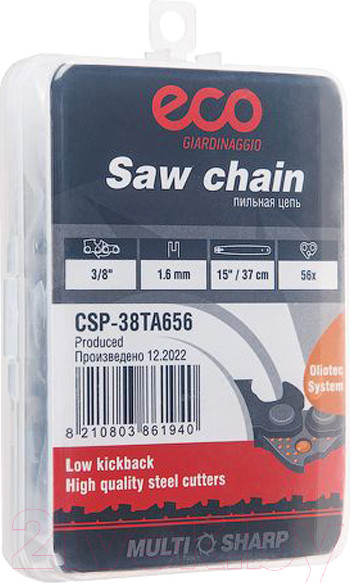 eco
GIARDINAGGIO
Saw chain
пильная цепь
3/8" 1.6 mm 15" / 37 cm 56x
CSP-38TA656
Produced
Произведено 12.2022
Oliotec
System
8 210803 861940
Low kickback
High quality steel cutters
MULTI SHARP